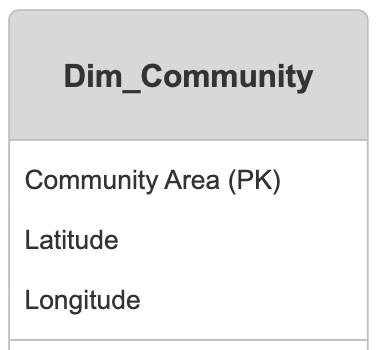 Dim_Community
Community Area (PK)
Latitude
Longitude